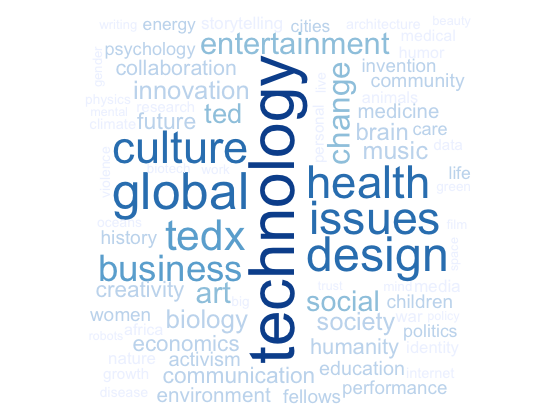 writing energy storytelling cities architecture beauty
psychology entertainment medical
gender collaboration humor
innovation invention community
physics research live animals
mental future ted change medicine
climate personal brain care
culture music data
violence biotech work health life
global green
oceans issues film
history tedx design space
business
creativity art big trust mind media
women social children
biology society war policy
robots africa economics politics
nature activism humanity identity
growth communication education internet
disease environment fellows performance
technology